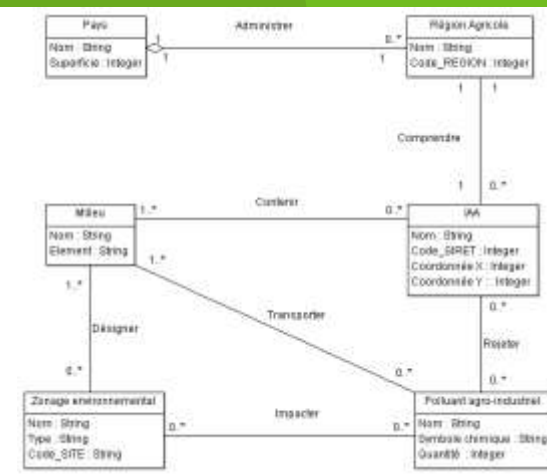 Pays
Nom : String
Superficie : Integer
1
1
Administrer
0..*
1
Région Agricole
Nom : String
Code_REGION : Integer
1
1
Comprendre
1
0..*
Milieu
Nom : String
Element : String
1..*
Contenir
0..*
IAA
Nom : String
Code_SIRET : Integer
Coordonnée X : Integer
Coordonnée Y : Integer
1..*
1..*
Désigner
0..*
Transporter
0..*
0..*
Rejeter
0..*
Zonage environnemental
Nom : String
Type : String
Code_SITE : String
0..*
Impacter
0..*
Polluant agro-industriel
Nom : String
Symbole chimique : String
Quantité : Integer